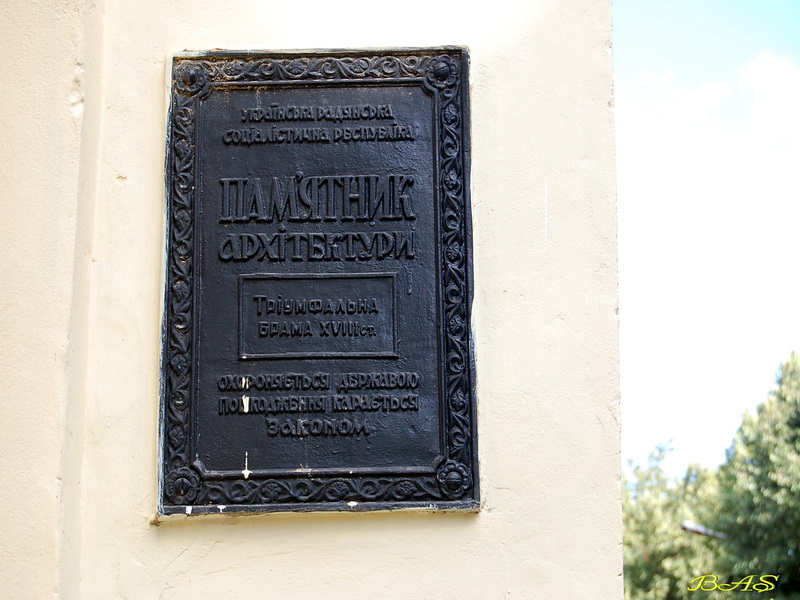 УКРАЇНСЬКА РАДЯНСЬКА
СОЦІАЛІСТИЧНА РЕСПУБЛІКА
ПАМ'ЯТНИК
АРХІТЕКТУРИ
ТРІУМФАЛЬНА
БРАМА XVIII СТ.
ОХОРОНЯЄТЬСЯ ДЕРЖАВОЮ
ПОШКОДЖЕННЯ КАРАЄТЬСЯ
ЗАКОНОМ
BAS